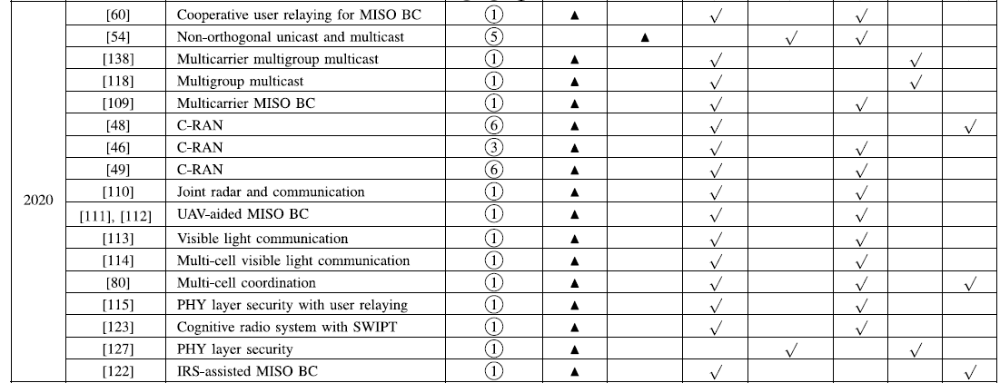 [60] Cooperative user relaying for MISO BC ① ▲ √ √
[54] Non-orthogonal unicast and multicast ⑤ ▲ √ √
[138] Multicarrier multigroup multicast ① ▲ √ √
[118] Multigroup multicast ① ▲ √ √
[109] Multicarrier MISO BC ① ▲ √ √
[48] C-RAN ⑥ ▲ √ √
[46] C-RAN ③ ▲ √ √
[49] C-RAN ⑥ ▲ √ √
2020 [110] Joint radar and communication ① ▲ √ √
[111], [112] UAV-aided MISO BC ① ▲ √ √
[113] Visible light communication ① ▲ √ √
[114] Multi-cell visible light communication ① ▲ √ √
[80] Multi-cell coordination ① ▲ √ √ √
[115] PHY layer security with user relaying ① ▲ √ √
[123] Cognitive radio system with SWIPT ① ▲ √ √
[127] PHY layer security ① ▲ √ √
[122] IRS-assisted MISO BC ① ▲ √ √